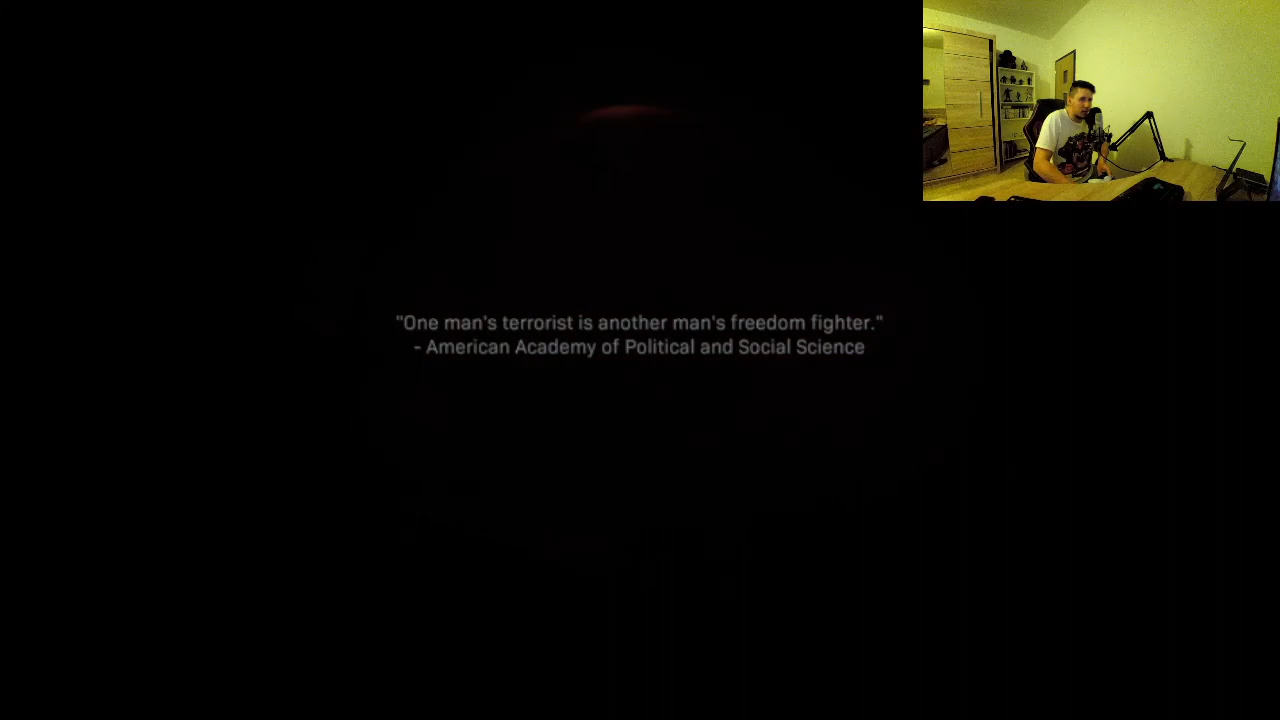 "One man's terrorist is another man's freedom fighter."
- American Academy of Political and Social Science